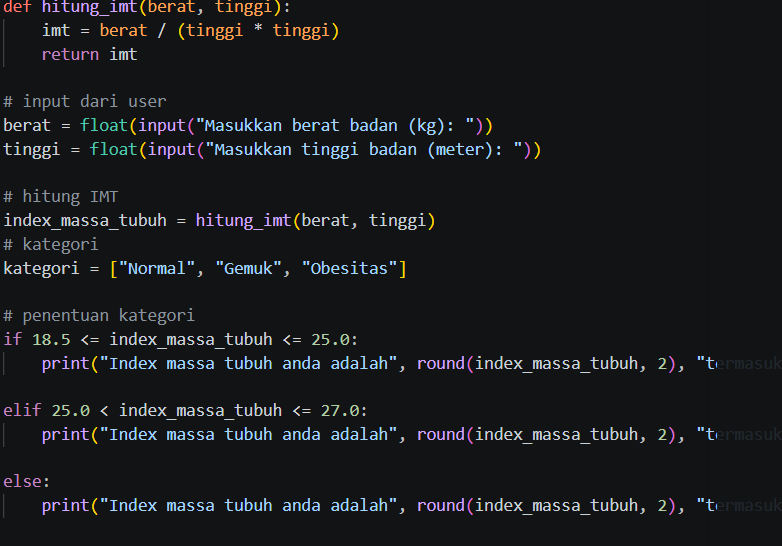 def hitung_imt(berat, tinggi):
    imt = berat / (tinggi * tinggi)
    return imt

# input dari user
berat = float(input("Masukkan berat badan (kg): "))
tinggi = float(input("Masukkan tinggi badan (meter): "))

# hitung IMT
index_massa_tubuh = hitung_imt(berat, tinggi)
# kategori
kategori = ["Normal", "Gemuk", "Obesitas"]

# penentuan kategori
if 18.5 <= index_massa_tubuh <= 25.0:
    print("Index massa tubuh anda adalah", round(index_massa_tubuh, 2), "termasuk

elif 25.0 < index_massa_tubuh <= 27.0:
    print("Index massa tubuh anda adalah", round(index_massa_tubuh, 2), "termasuk

else:
    print("Index massa tubuh anda adalah", round(index_massa_tubuh, 2), "termasuk